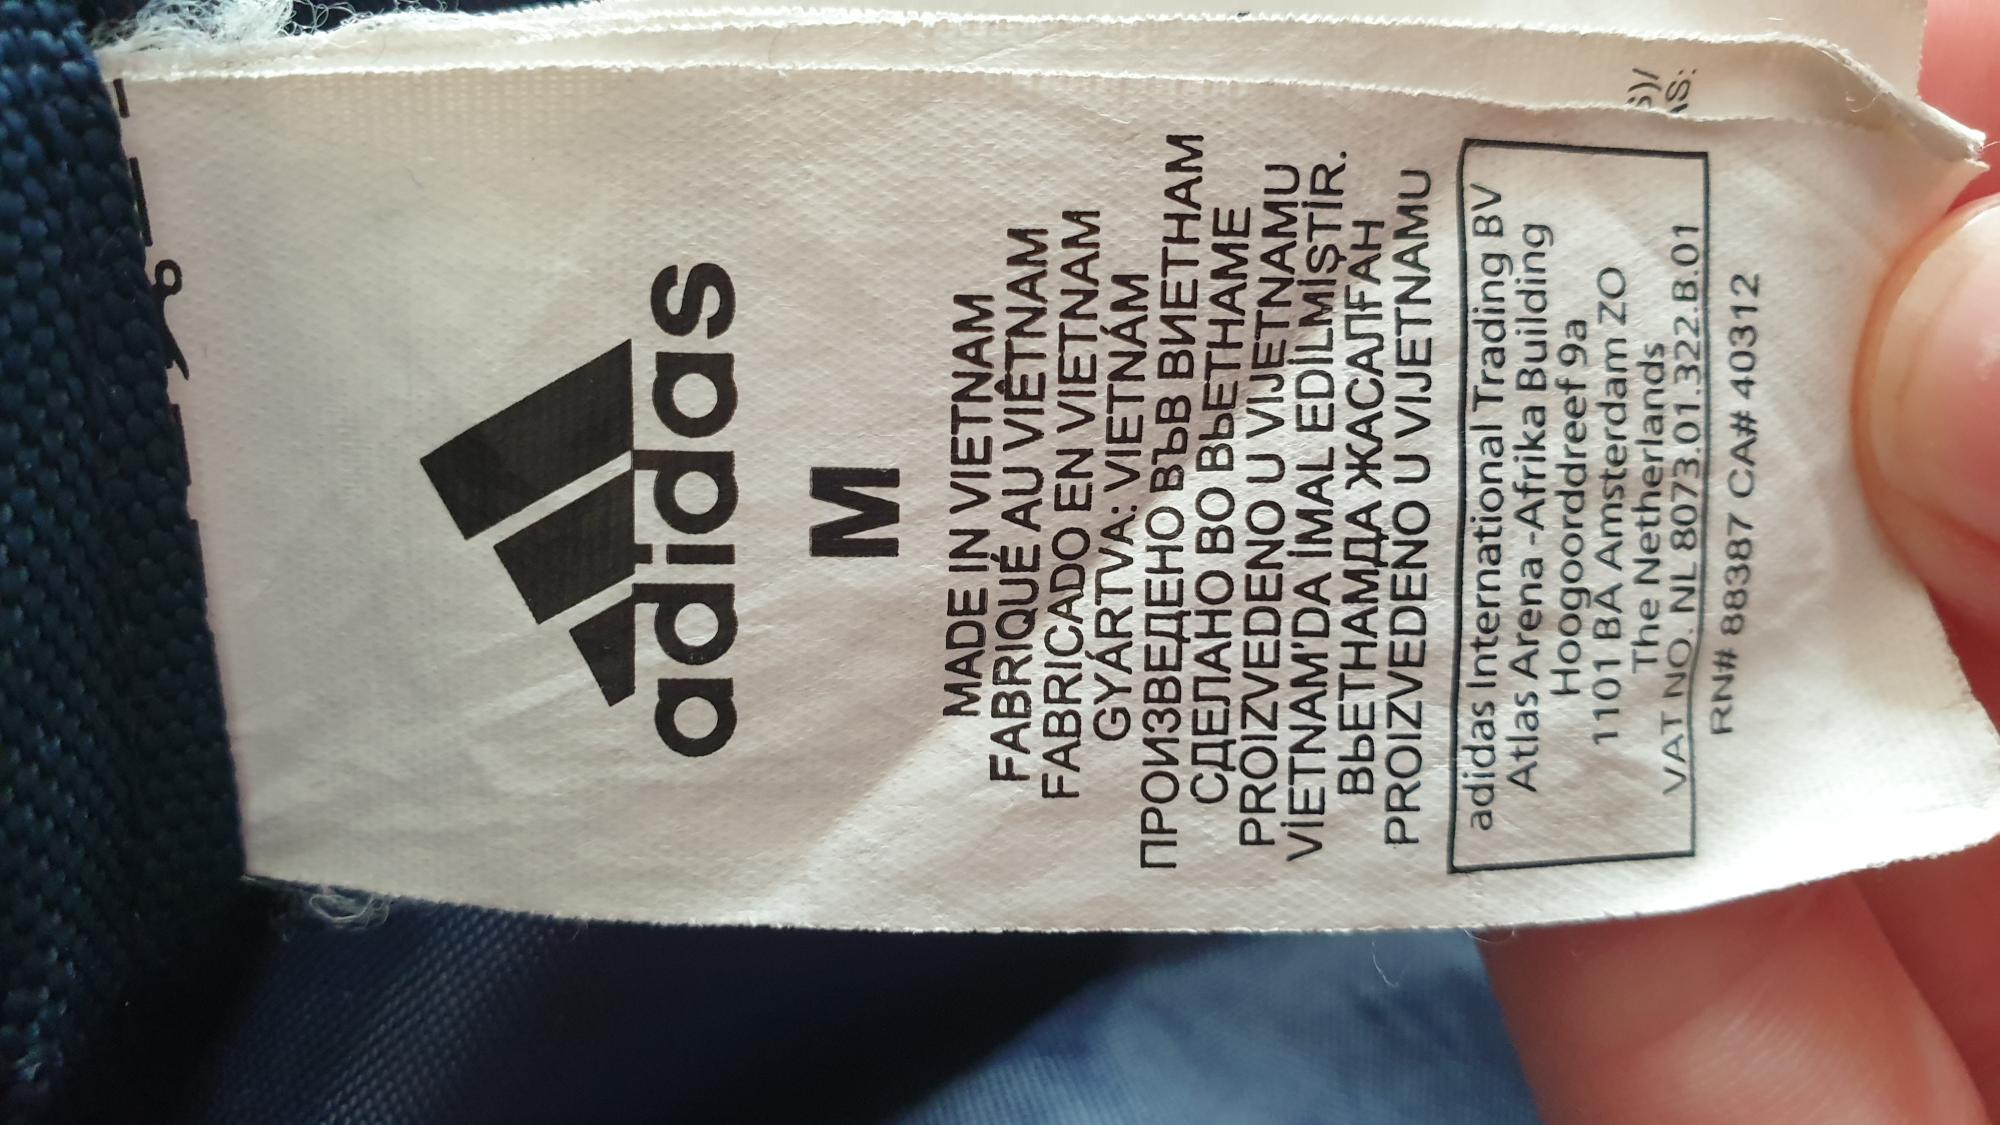 adidas
M
MADE IN VIETNAM
FABRIQUÉ AU VIÊTNAM
FABRICADO EN VIETNAM
GYÁRTVA: VIETNÁM
ПРОИЗВЕДЕНО ВЪВ ВИЕТНАМ
СДЕЛАНО ВО ВЬЕТНАМЕ
PROIZVEDENO U VIJETNAMU
VİETNAM'DA İMAL EDİLMİŞTİR.
ВЬЕТНАМДА ЖАСАЛҒАН
PROIZVEDENO U VIJETNAMU
adidas International Trading BV
Atlas Arena -Afrika Building
Hoogoorddreef 9a
1101 BA Amsterdam ZO
The Netherlands
VAT NO. NL 8073.01.322.B.01
RN# 88387 CA# 40312